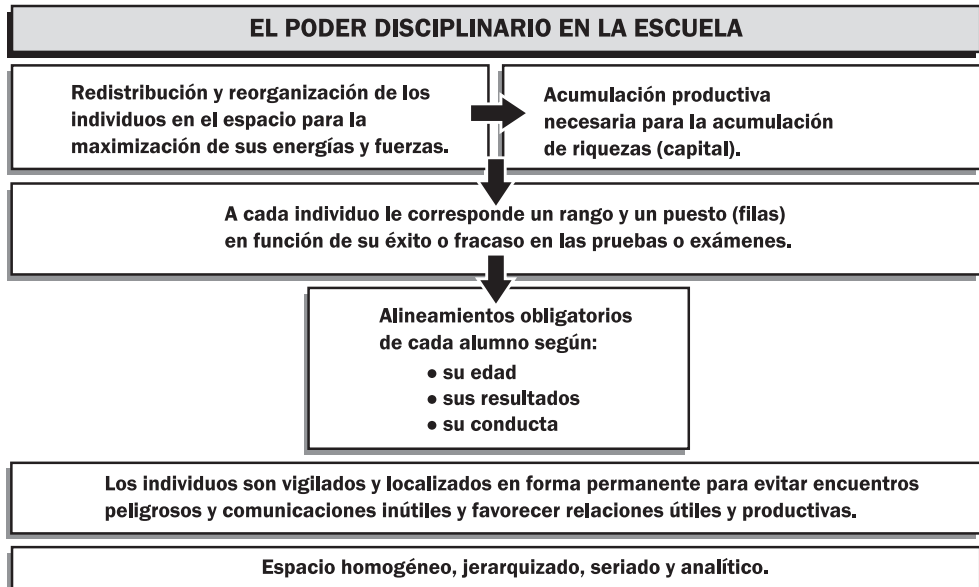 EL PODER DISCIPLINARIO EN LA ESCUELA
Redistribución y reorganización de los
individuos en el espacio para la
maximización de sus energías y fuerzas.
Acumulación productiva
necesaria para la acumulación
de riquezas (capital).
A cada individuo le corresponde un rango y un puesto (filas)
en función de su éxito o fracaso en las pruebas o exámenes.
Alineamientos obligatorios
de cada alumno según:
• su edad
• sus resultados
• su conducta
Los individuos son vigilados y localizados en forma permanente para evitar encuentros
peligrosos y comunicaciones inútiles y favorecer relaciones útiles y productivas.
Espacio homogéneo, jerarquizado, seriado y analítico.